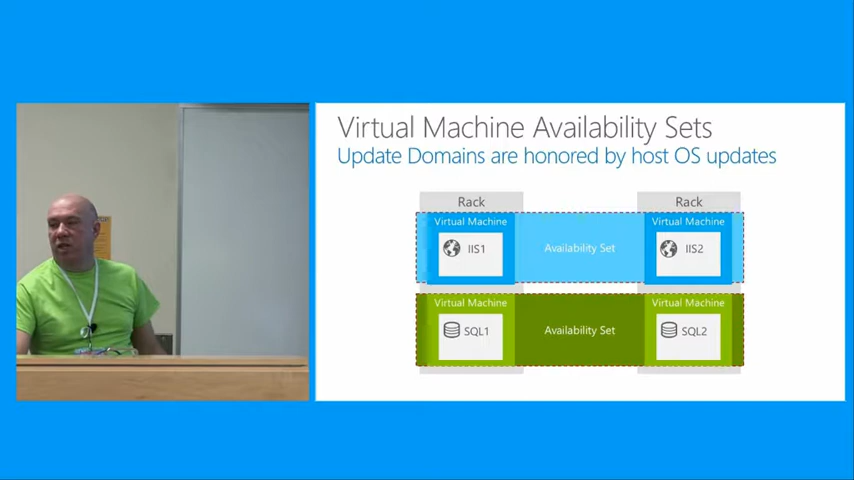 Virtual Machine Availability Sets
Update Domains are honored by host OS updates
Rack
Rack
Virtual Machine
Virtual Machine
IIS1
Availability Set
IIS2
Virtual Machine
Virtual Machine
SQL1
Availability Set
SQL2